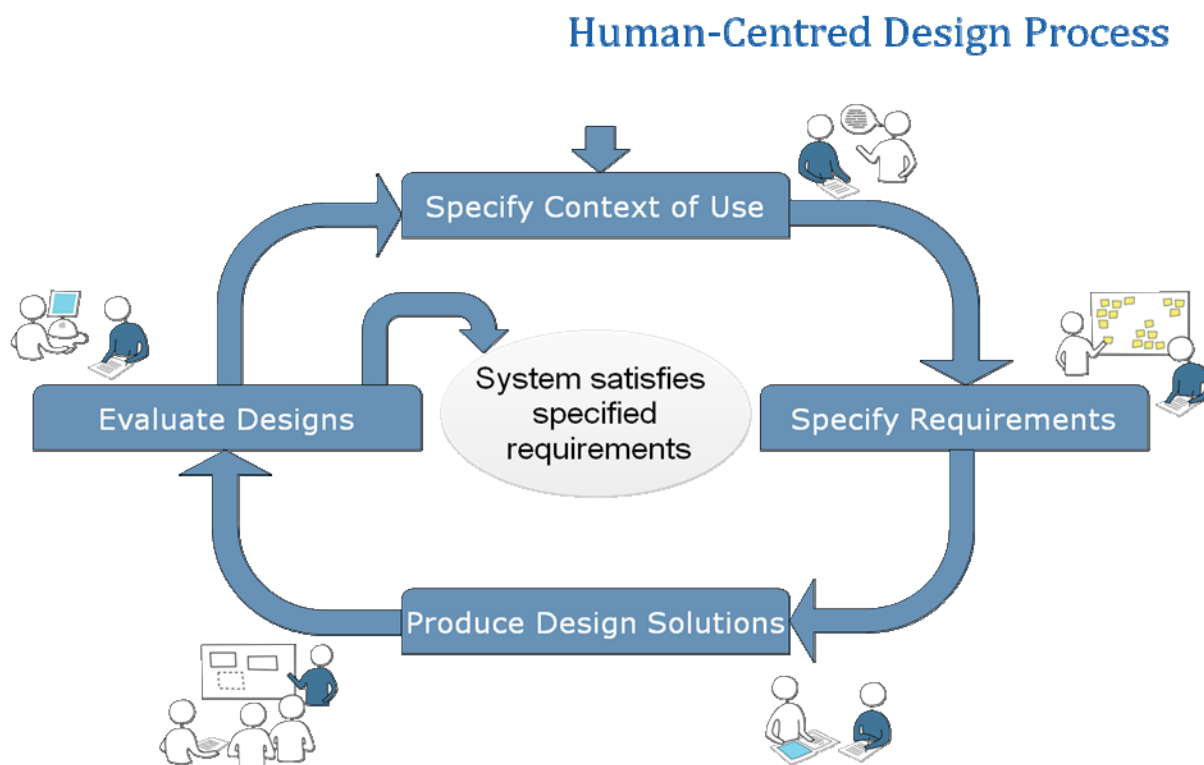 Human-Centred Design Process
Specify Context of Use
System satisfies
specified
requirements
Evaluate Designs
Specify Requirements
Produce Design Solutions